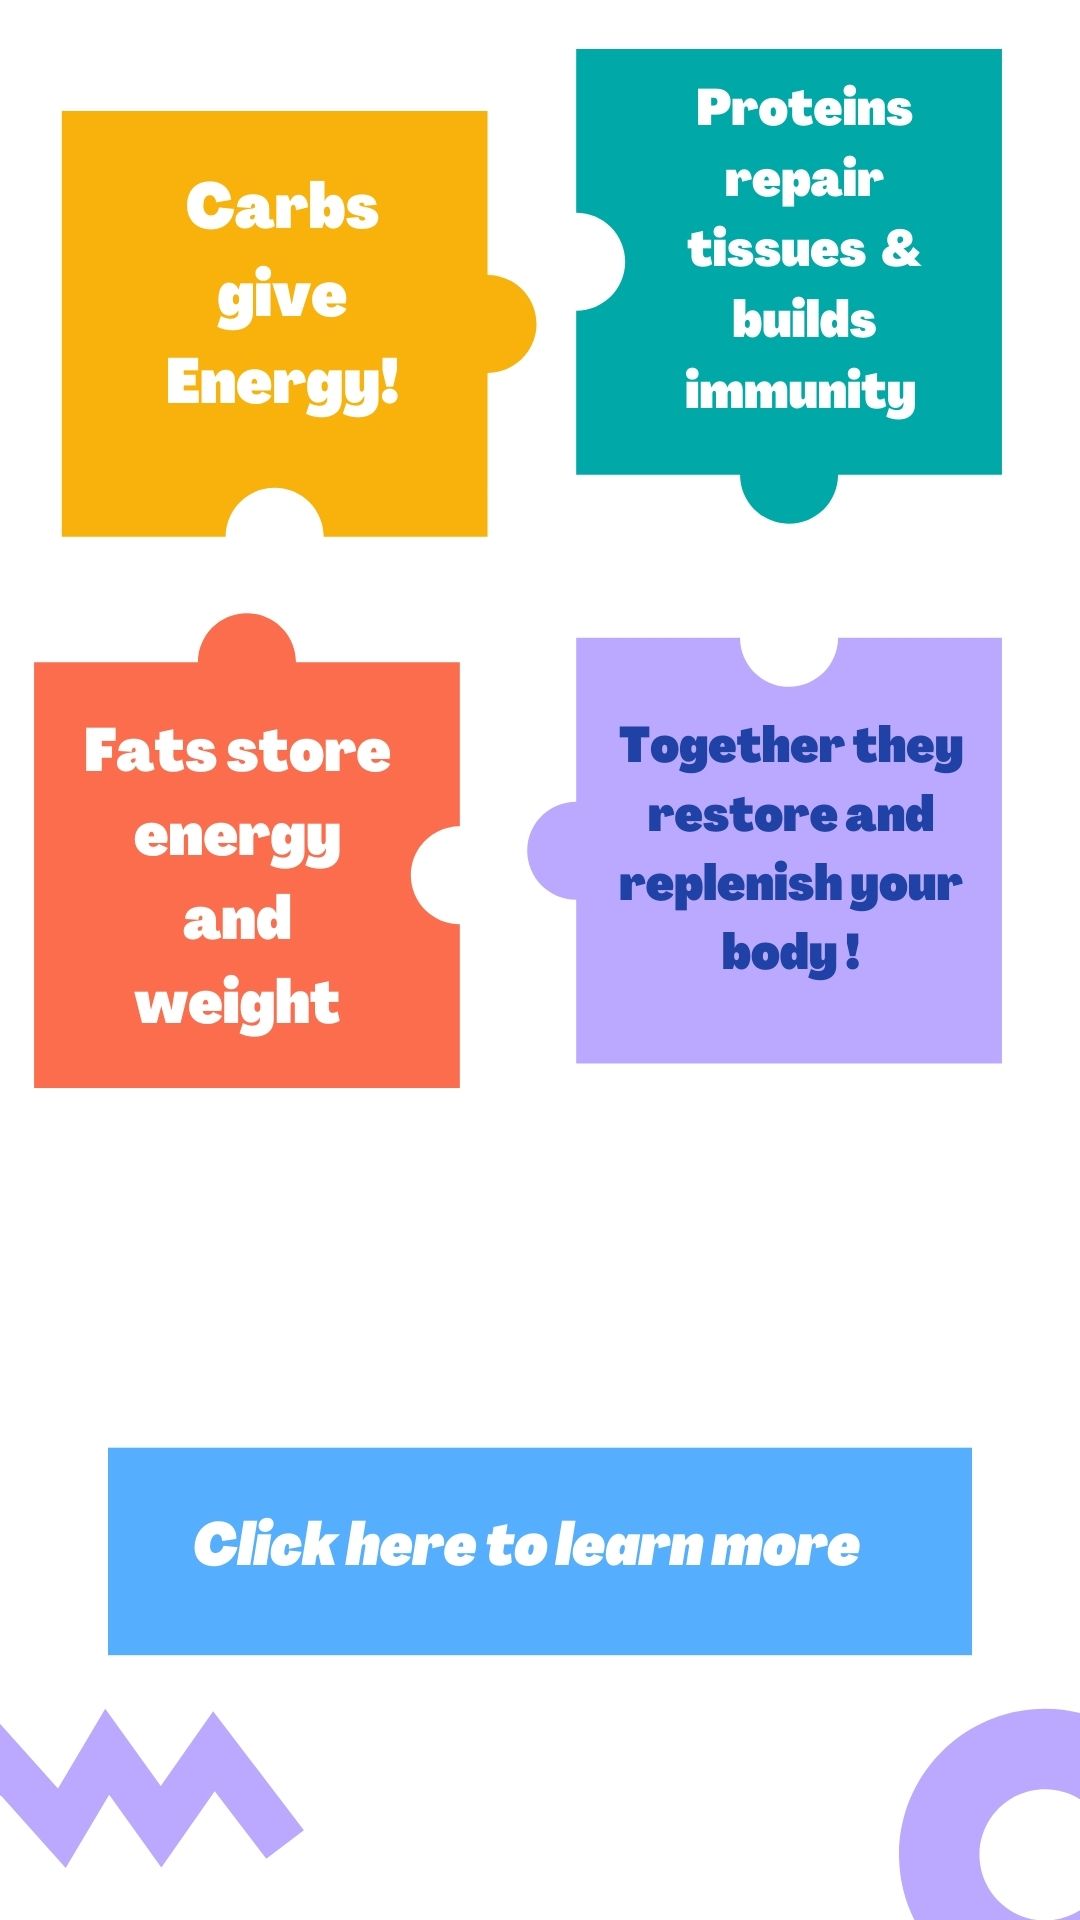 Carbs
give
Energy!
Proteins
repair
tissues &
builds
immunity
Fats store
energy
and
weight
Together they
restore and
replenish your
body !
Click here to learn more